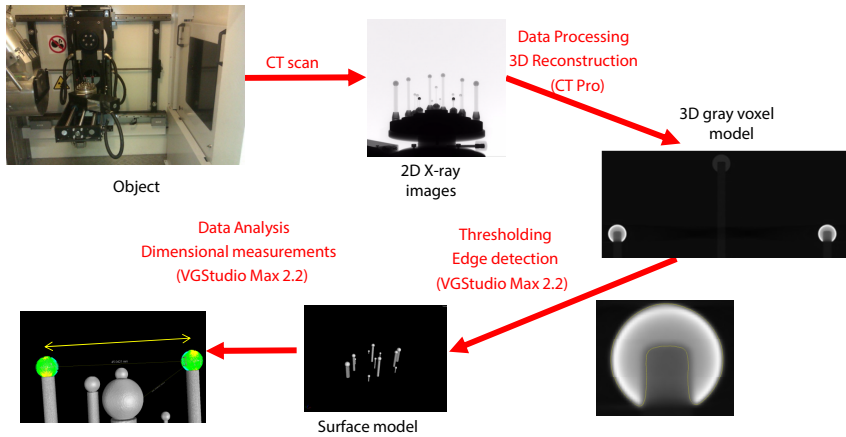 CT scan
Object
2D X-ray
images
Data Processing
3D Reconstruction
(CT Pro)
3D gray voxel
model
Thresholding
Edge detection
(VGStudio Max 2.2)
Surface model
Data Analysis
Dimensional measurements
(VGStudio Max 2.2)